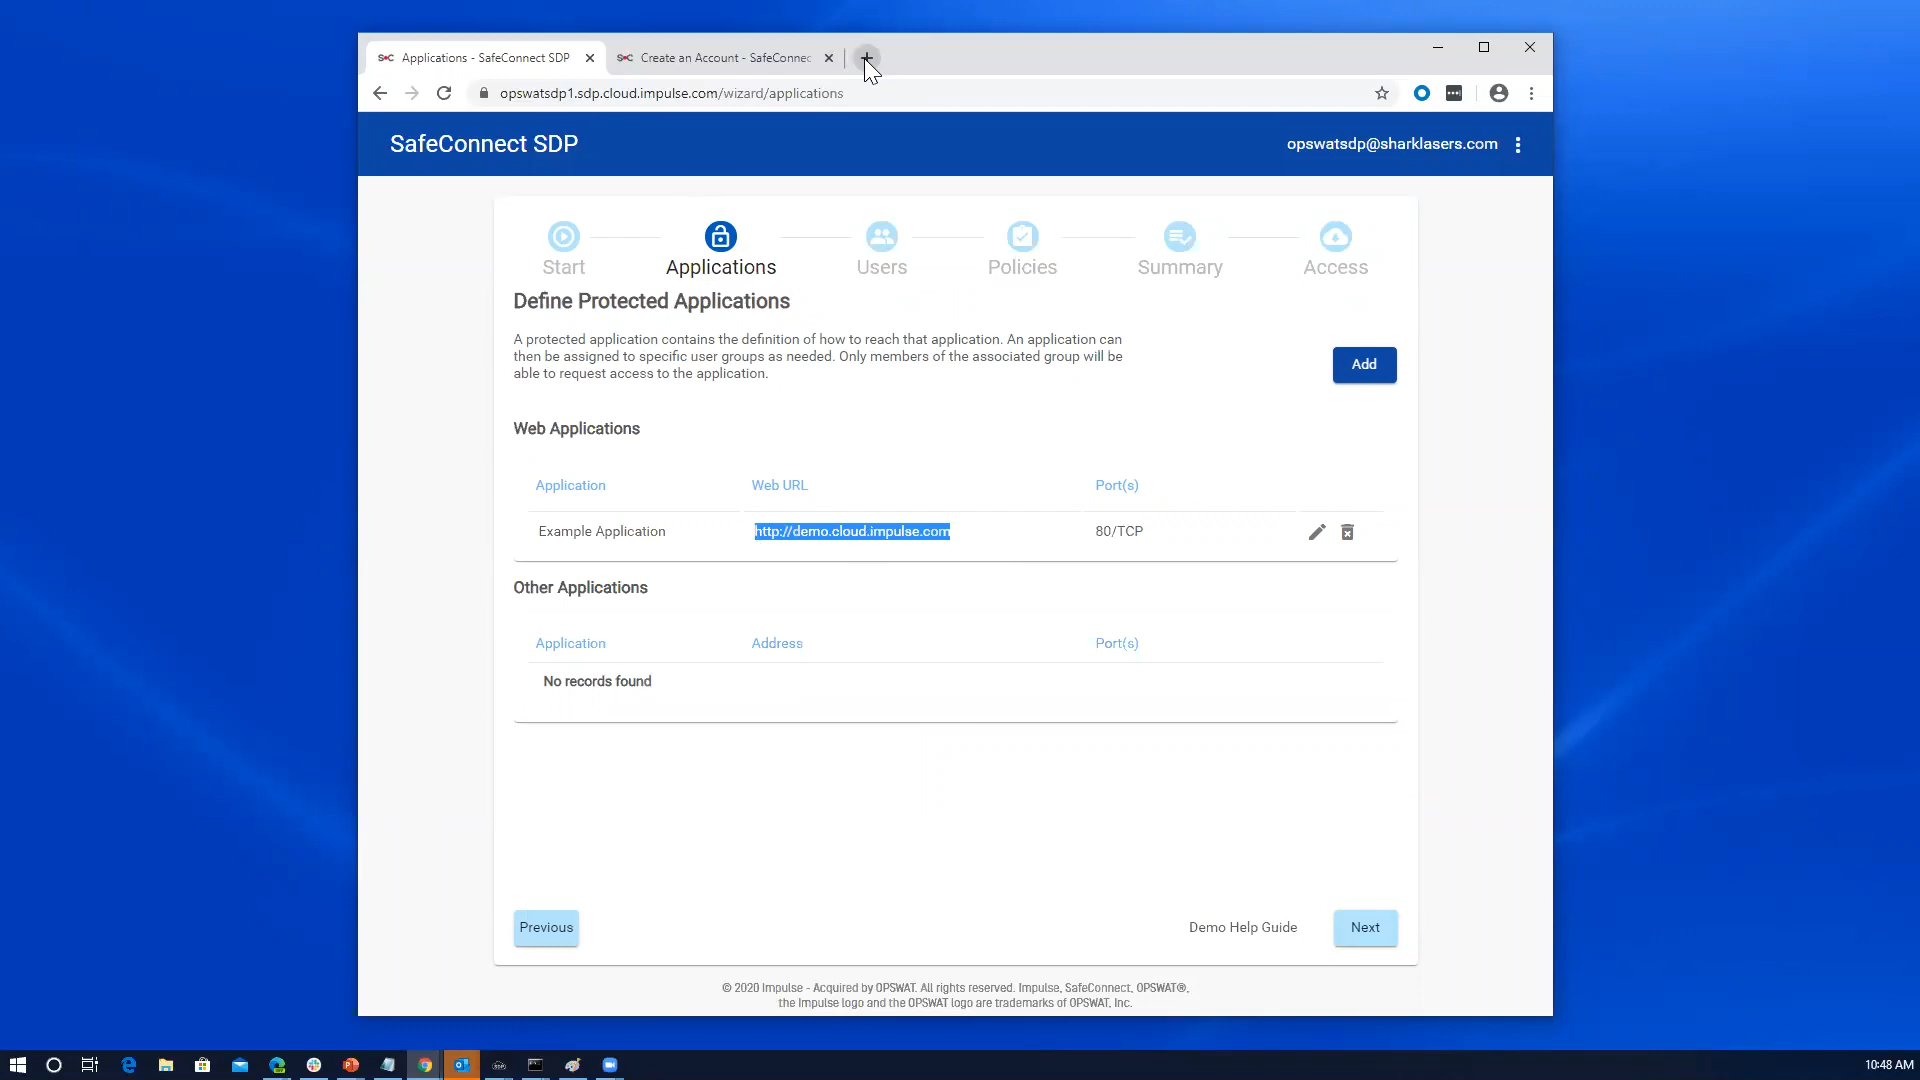 Applications - SafeConnect SDP
Create an Account - SafeConnec
opswatsdp1.sdp.cloud.impulse.com/wizard/applications
SafeConnect SDP
opswatsdp@sharklasers.com
Start
Applications
Users
Policies
Summary
Access
Define Protected Applications
A protected application contains the definition of how to reach that application. An application can
then be assigned to specific user groups as needed. Only members of the associated group will be
able to request access to the application.
Add
Web Applications
Application Web URL Port(s)
Example Application http://demo.cloud.impulse.com 80/TCP
Other Applications
Application Address Port(s)
No records found
Previous
Demo Help Guide
Next
© 2020 Impulse - Acquired by OPSWAT. All rights reserved. Impulse, SafeConnect, OPSWAT®,
the Impulse logo and the OPSWAT logo are trademarks of OPSWAT, Inc.
10:48 AM